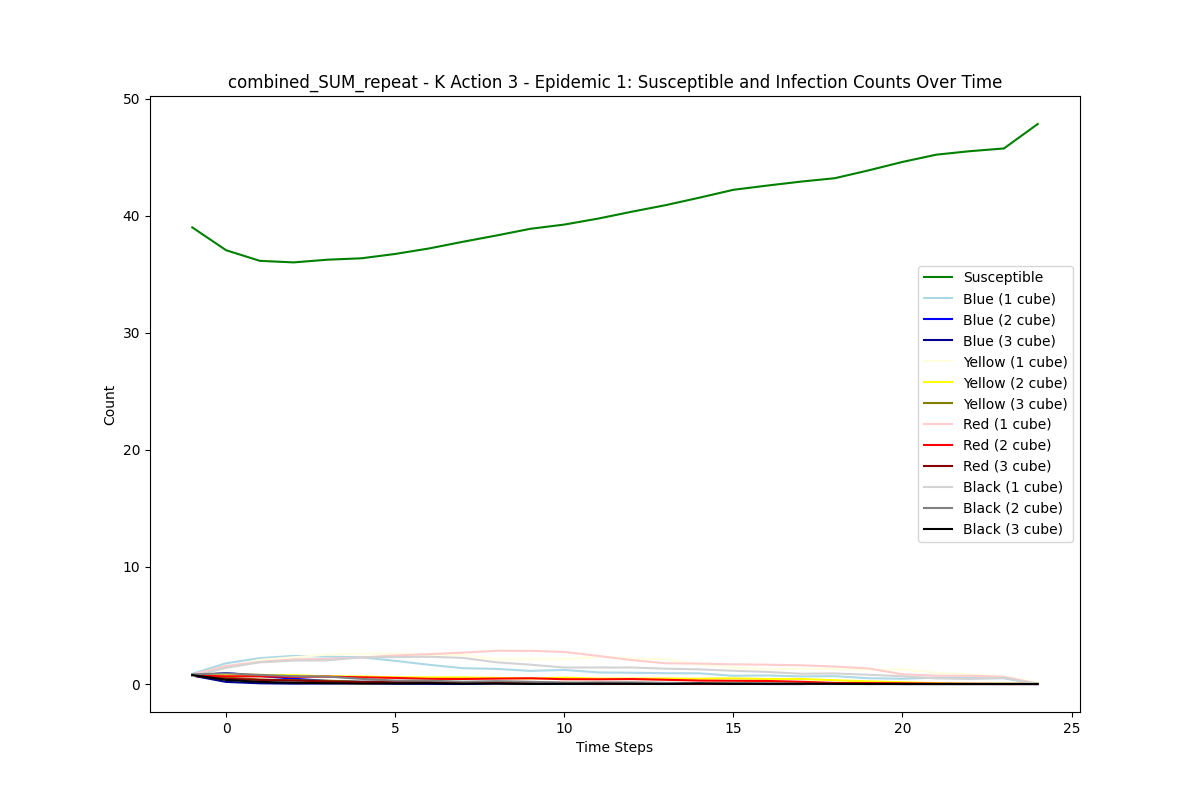 combined_SUM_repeat - K Action 3 - Epidemic 1: Susceptible and Infection Counts Over Time
50
40
30
20
10
0
Count
Susceptible
Blue (1 cube)
Blue (2 cube)
Blue (3 cube)
Yellow (1 cube)
Yellow (2 cube)
Yellow (3 cube)
Red (1 cube)
Red (2 cube)
Red (3 cube)
Black (1 cube)
Black (2 cube)
Black (3 cube)
0 5 10 15 20 25
Time Steps